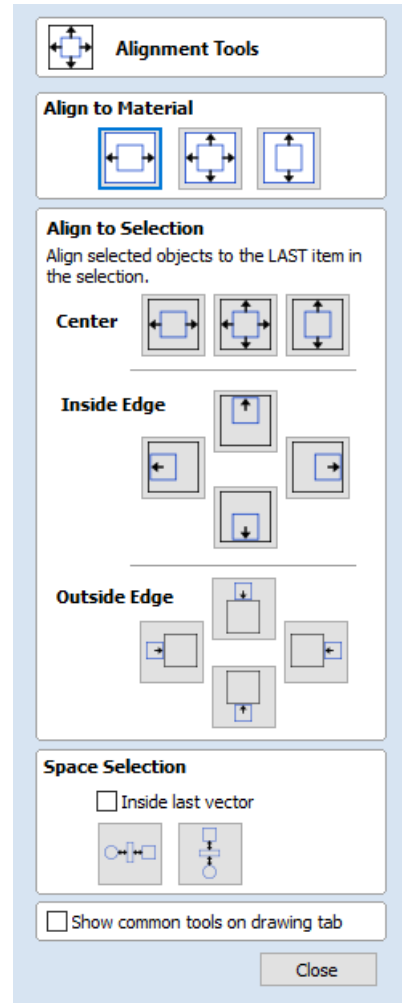 Alignment Tools
Align to Material
Align to Selection
Align selected objects to the LAST item in
the selection.
Center
Inside Edge
Outside Edge
Space Selection
Inside last vector
Show common tools on drawing tab
Close